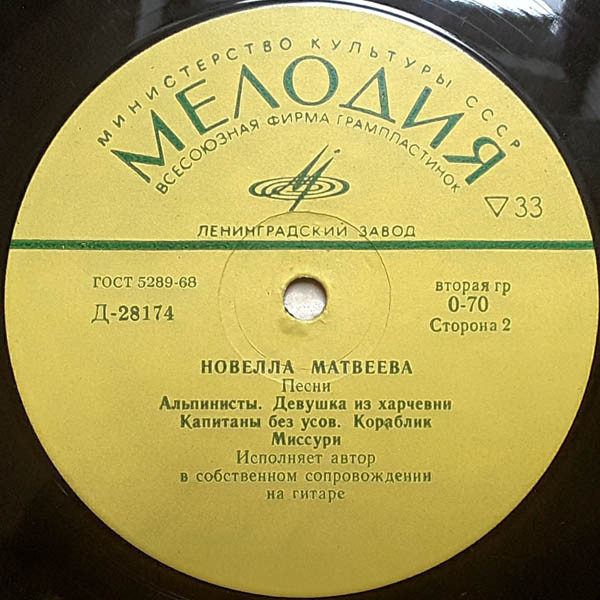 МИНИСТЕРСТВО КУЛЬТУРЫ СССР
МЕЛОДИЯ
ВСЕСОЮЗНАЯ ФИРМА ГРАМПЛАСТИНОК
33
ЛЕНИНГРАДСКИЙ ЗАВОД
ГОСТ 5289-68
Д-28174
вторая гр
0-70
Сторона 2
НОВЕЛЛА МАТВЕЕВА
Песни
Альпинисты. Девушка из харчевни
Капитаны без усов. Кораблик
Миссури
Исполняет автор
в собственном сопровождении
на гитаре